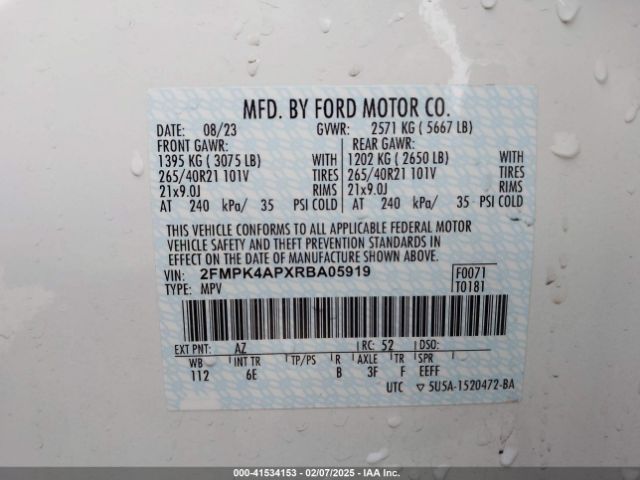 MFD. BY FORD MOTOR CO.
DATE: 08/23 GVWR: 2571 KG ( 5667 LB)
FRONT GAWR: REAR GAWR:
1395 KG ( 3075 LB) WITH 1202 KG ( 2650 LB) WITH
265/40R21 101V TIRES 265/40R21 101V TIRES
21x9.0J RIMS 21x9.0J RIMS
AT 240 kPa/ 35 PSI COLD AT 240 kPa/ 35 PSI COLD
THIS VEHICLE CONFORMS TO ALL APPLICABLE FEDERAL MOTOR
VEHICLE SAFETY AND THEFT PREVENTION STANDARDS IN
EFFECT ON THE DATE OF MANUFACTURE SHOWN ABOVE.
VIN: 2FMPK4APXRBA05919 F0071
TYPE: MPV T0181
EXT PNT: AZ RC: 52 DSO:
WB INT TR TP/PS R AXLE TR SPR
112 6E B 3F F EEFF
UTC ▽ 5U5A-1520472-BA
000-41534153 — 02/07/2025 — IAA Inc.